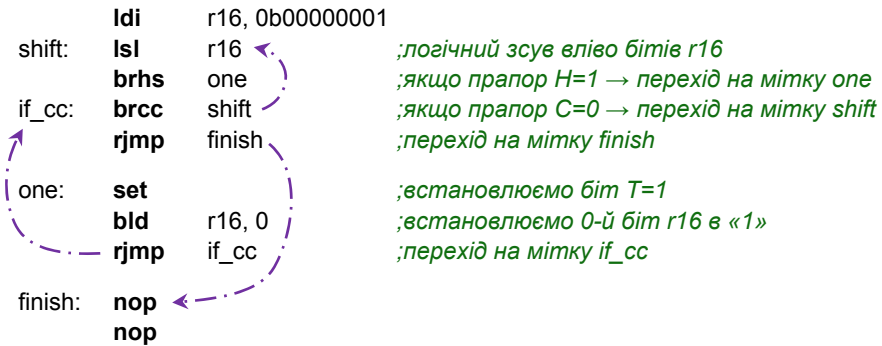 ldi r16, 0b00000001
shift: lsl r16 ;логічний зсув вліво бітів r16
brhs one ;якщо прапор H=1 → перехід на мітку one
if_cc: brcc shift ;якщо прапор C=0 → перехід на мітку shift
rjmp finish ;перехід на мітку finish
one: set ;встановлюємо біт T=1
bld r16, 0 ;встановлюємо 0-й біт r16 в «1»
rjmp if_cc ;перехід на мітку if_cc
finish: nop
nop